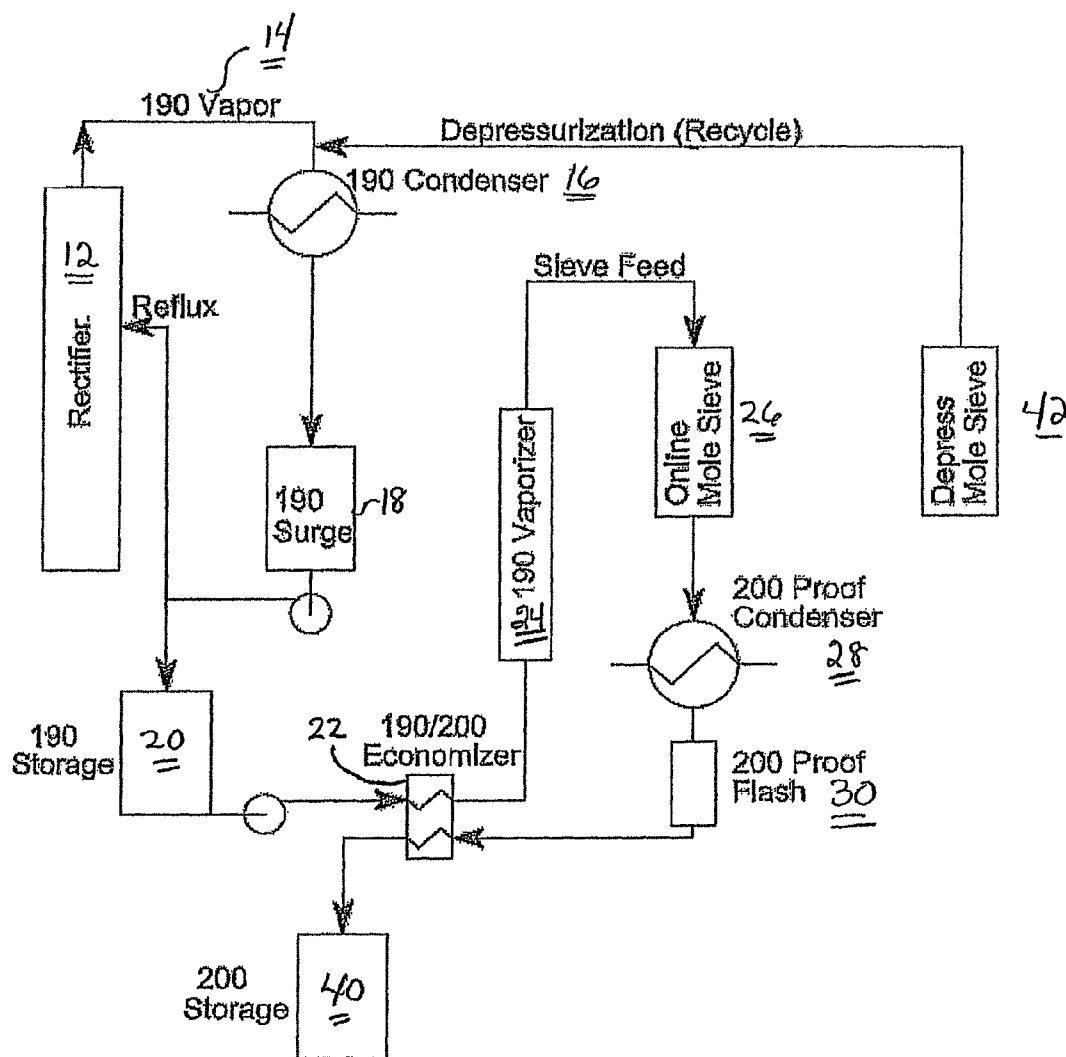 14
190 Vapor
Depressurization (Recycle)
190 Condenser 16
12
Rectifier.
Reflux
Sieve Feed
190 Surge
18
24 190 Vaporizer
Online
Mole Sieve
26
Depress
Mole Sieve
42
200 Proof
Condenser
28
190
Storage
20
22
190/200
Economizer
200 Proof
Flash 30
200
Storage
40